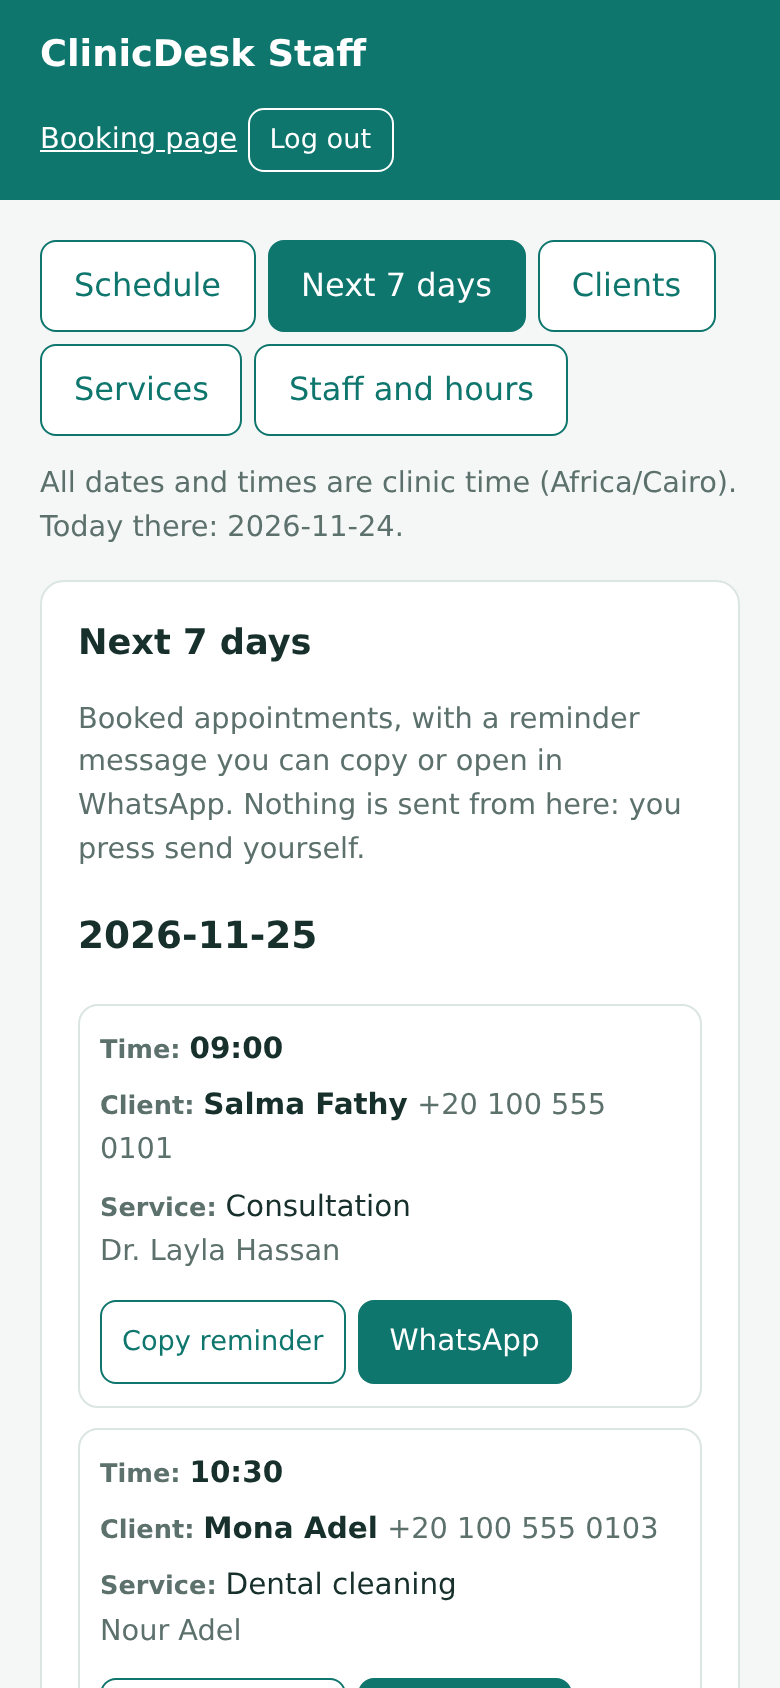 ClinicDesk Staff
Booking page Log out
Schedule Next 7 days Clients
Services Staff and hours
All dates and times are clinic time (Africa/Cairo).
Today there: 2026-11-24.
Next 7 days
Booked appointments, with a reminder
message you can copy or open in
WhatsApp. Nothing is sent from here: you
press send yourself.
2026-11-25
Time: 09:00
Client: Salma Fathy +20 100 555
0101
Service: Consultation
Dr. Layla Hassan
Copy reminder WhatsApp
Time: 10:30
Client: Mona Adel +20 100 555 0103
Service: Dental cleaning
Nour Adel